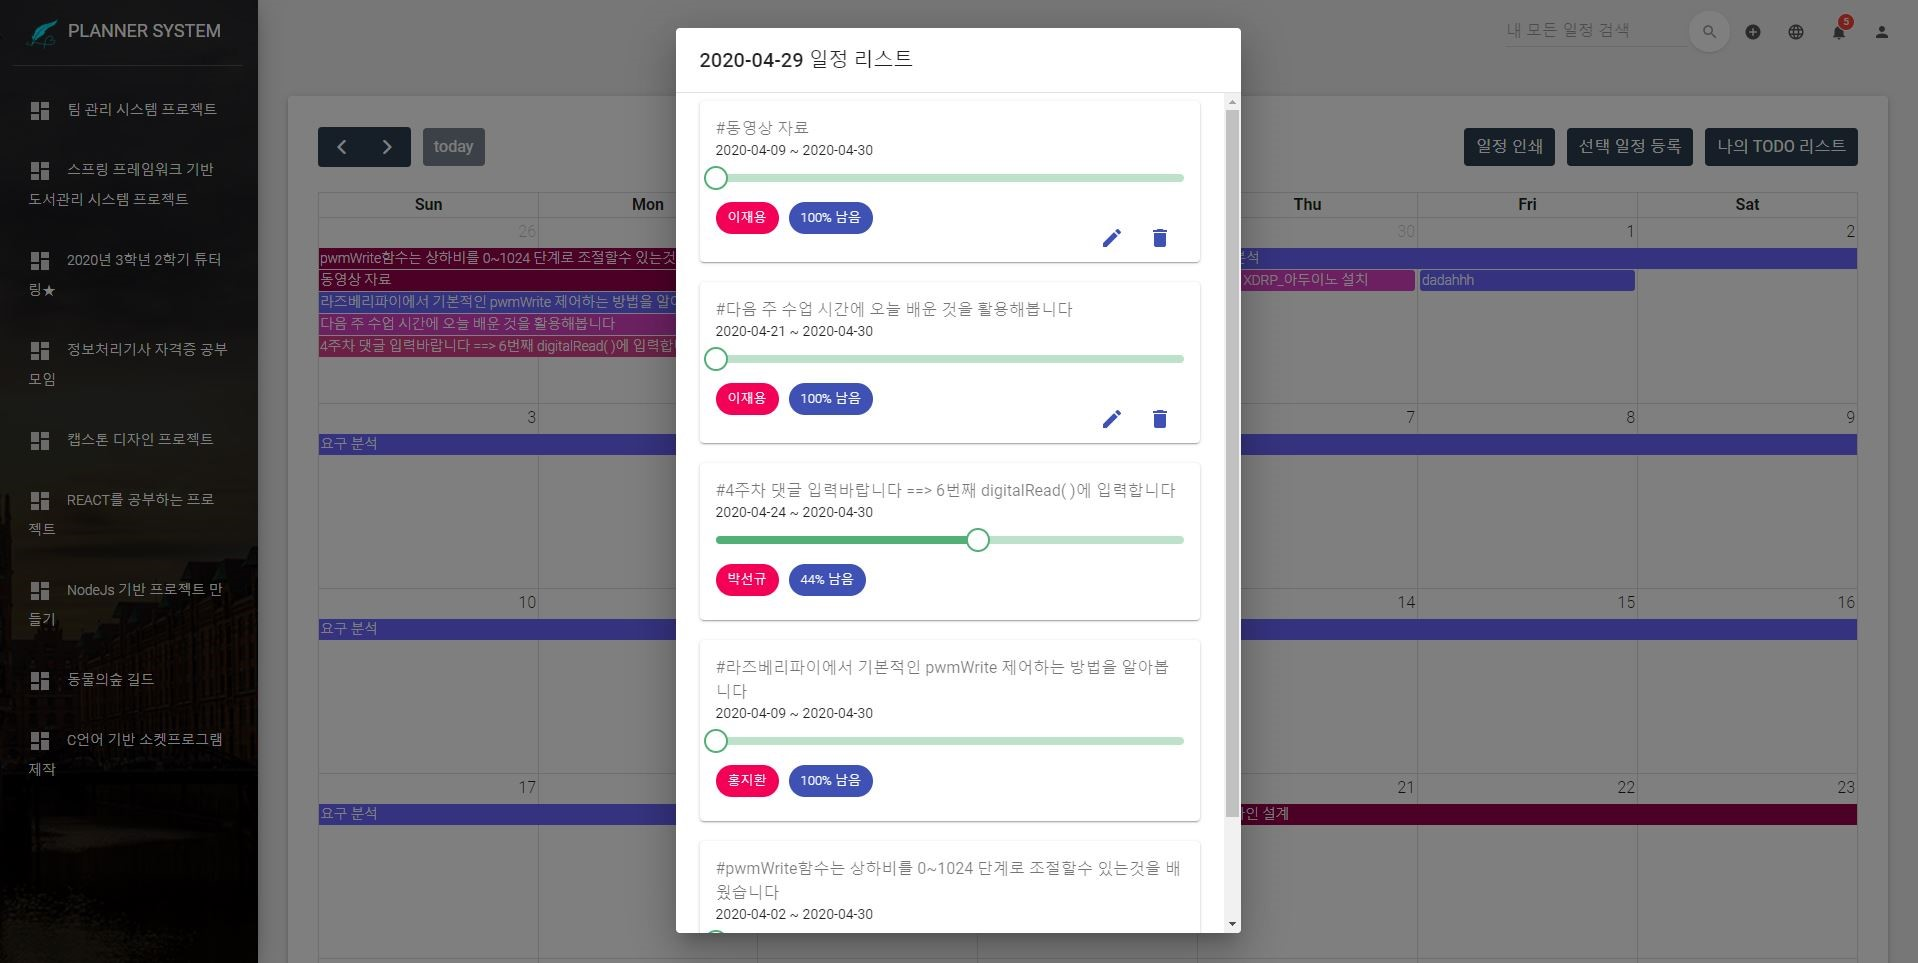 PLANNER SYSTEM
팀 관리 시스템 프로젝트
스프링 프레임워크 기반
도서관리 시스템 프로젝트
2020년 3학년 2학기 튜터
링★
정보처리기사 자격증 공부
모임
캡스톤 디자인 프로젝트
REACT를 공부하는 프로
젝트
NodeJs 기반 프로젝트 만
들기
동물의숲 길드
C언어 기반 소켓프로그램
제작
내 모든 일정 검색
5
today
일정 인쇄
선택 일정 등록
나의 TODO 리스트
Sun
Mon
Thu
Fri
Sat
26
30
1
2
pwmWrite함수는 상하비를 0~1024 단계로 조절할수 있는것
동영상 자료
라즈베리파이에서 기본적인 pwmWrite 제어하는 방법을 알아
다음 주 수업 시간에 오늘 배운 것을 활용해봅니다
4주차 댓글 입력바랍니다 ==> 6번째 digitalRead( )에 입력합
분석
XDRP_아두이노 설치
dadahhh
3
7
8
9
요구 분석
10
14
15
16
요구 분석
17
21
22
23
요구 분석
인 설계
2020-04-29 일정 리스트
#동영상 자료
2020-04-09 ~ 2020-04-30
이재용
100% 남음
#다음 주 수업 시간에 오늘 배운 것을 활용해봅니다
2020-04-21 ~ 2020-04-30
이재용
100% 남음
#4주차 댓글 입력바랍니다 ==> 6번째 digitalRead( )에 입력합니다
2020-04-24 ~ 2020-04-30
박선규
44% 남음
#라즈베리파이에서 기본적인 pwmWrite 제어하는 방법을 알아봅
니다
2020-04-09 ~ 2020-04-30
홍지환
100% 남음
#pwmWrite함수는 상하비를 0~1024 단계로 조절할수 있는것을 배
웠습니다
2020-04-02 ~ 2020-04-30